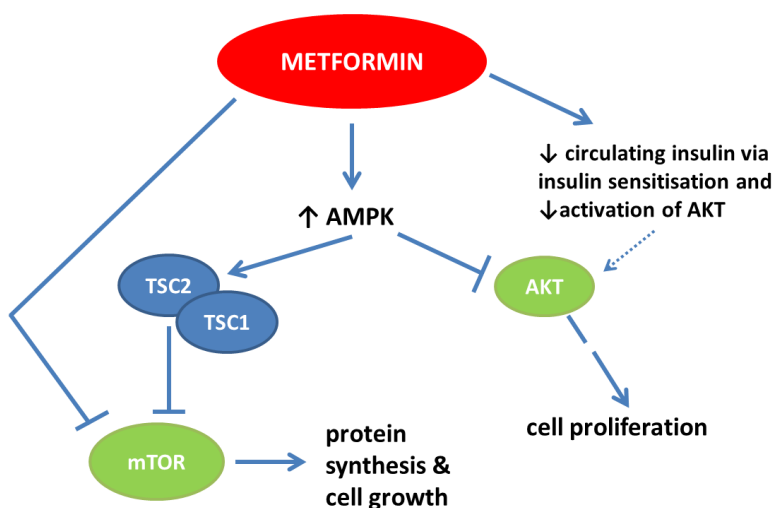 METFORMIN
↓ circulating insulin via
insulin sensitisation and
↓activation of AKT
↑ AMPK
TSC2
TSC1
AKT
mTOR
protein
synthesis &
cell growth
cell proliferation